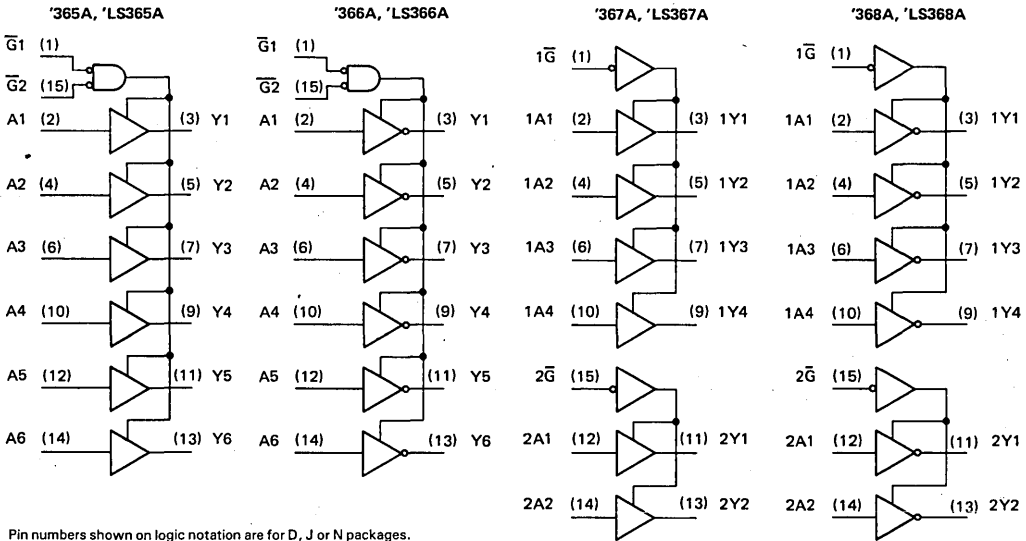 '365A, 'LS365A
G̅1 (1)
G̅2 (15)
A1 (2) (3) Y1
A2 (4) (5) Y2
A3 (6) (7) Y3
A4 (10) (9) Y4
A5 (12) (11) Y5
A6 (14) (13) Y6
'366A, 'LS366A
G̅1 (1)
G̅2 (15)
A1 (2) (3) Y1
A2 (4) (5) Y2
A3 (6) (7) Y3
A4 (10) (9) Y4
A5 (12) (11) Y5
A6 (14) (13) Y6
'367A, 'LS367A
1G̅ (1)
1A1 (2) (3) 1Y1
1A2 (4) (5) 1Y2
1A3 (6) (7) 1Y3
1A4 (10) (9) 1Y4
2G̅ (15)
2A1 (12) (11) 2Y1
2A2 (14) (13) 2Y2
'368A, 'LS368A
1G̅ (1)
1A1 (2) (3) 1Y1
1A2 (4) (5) 1Y2
1A3 (6) (7) 1Y3
1A4 (10) (9) 1Y4
2G̅ (15)
2A1 (12) (11) 2Y1
2A2 (14) (13) 2Y2
Pin numbers shown on logic notation are for D, J or N packages.